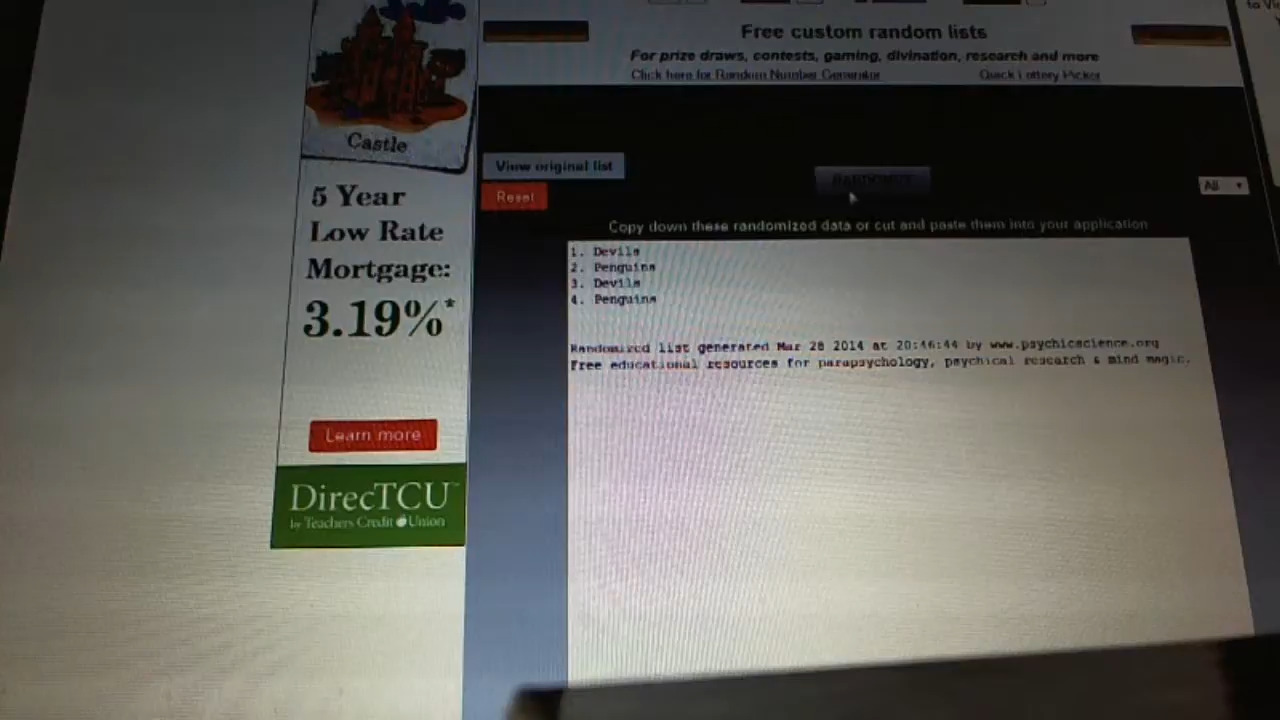 Castle
5 Year
Low Rate
Mortgage:
3.19%*
Learn more
DirecTCU
by Teachers Credit Union
to Vi
Free custom random lists
For prize draws, contests, gaming, divination, research and more
Click here for Random Number Generator
Quick Lottery Picker
View original list
RANDOMIZE
Reset
All
Copy down these randomized data or cut and paste them into your application
1. Devils
2. Penguins
3. Devils
4. Penguins
Randomized list generated Mar 28 2014 at 20:46:44 by www.psychicscience.org
Free educational resources for parapsychology, psychical research & mind magic.